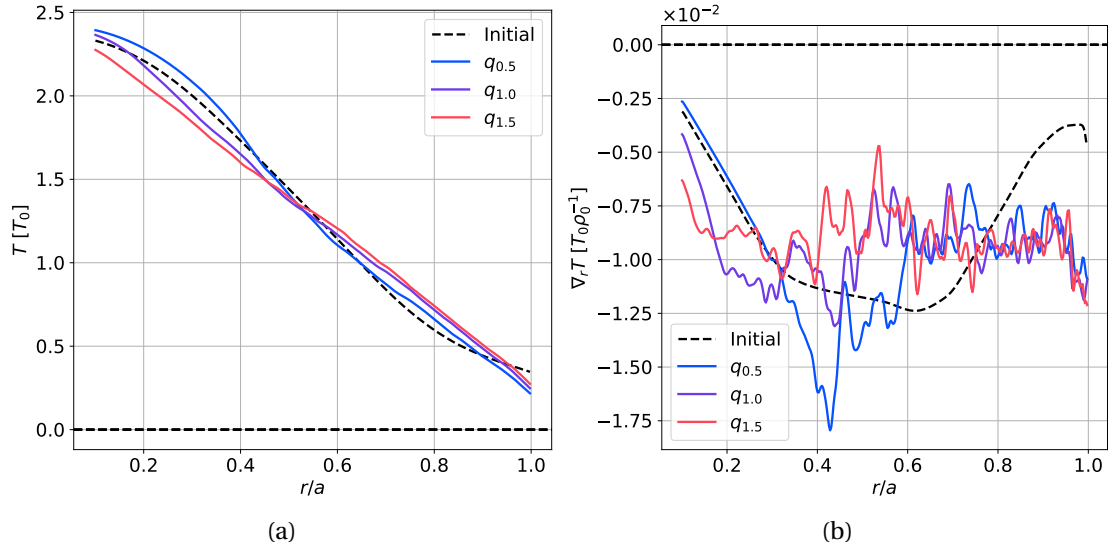 2.5
2.0
1.5
1.0
0.5
0.0
T [T₀]
0.2 0.4 0.6 0.8 1.0
r/a
Initial
q₀.₅
q₁.₀
q₁.₅
(a)
×10⁻²
0.00
−0.25
−0.50
−0.75
−1.00
−1.25
−1.50
−1.75
∇ᵣT [T₀ρ₀⁻¹]
Initial
q₀.₅
q₁.₀
q₁.₅
0.2 0.4 0.6 0.8 1.0
r/a
(b)